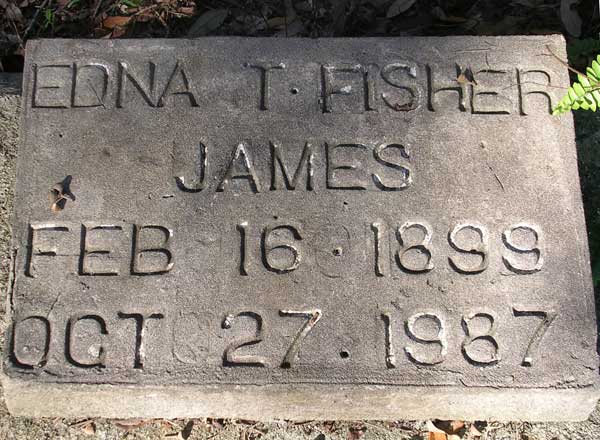 EDNA T. FISHER
JAMES
FEB 16. 1899
OCT 27. 1987